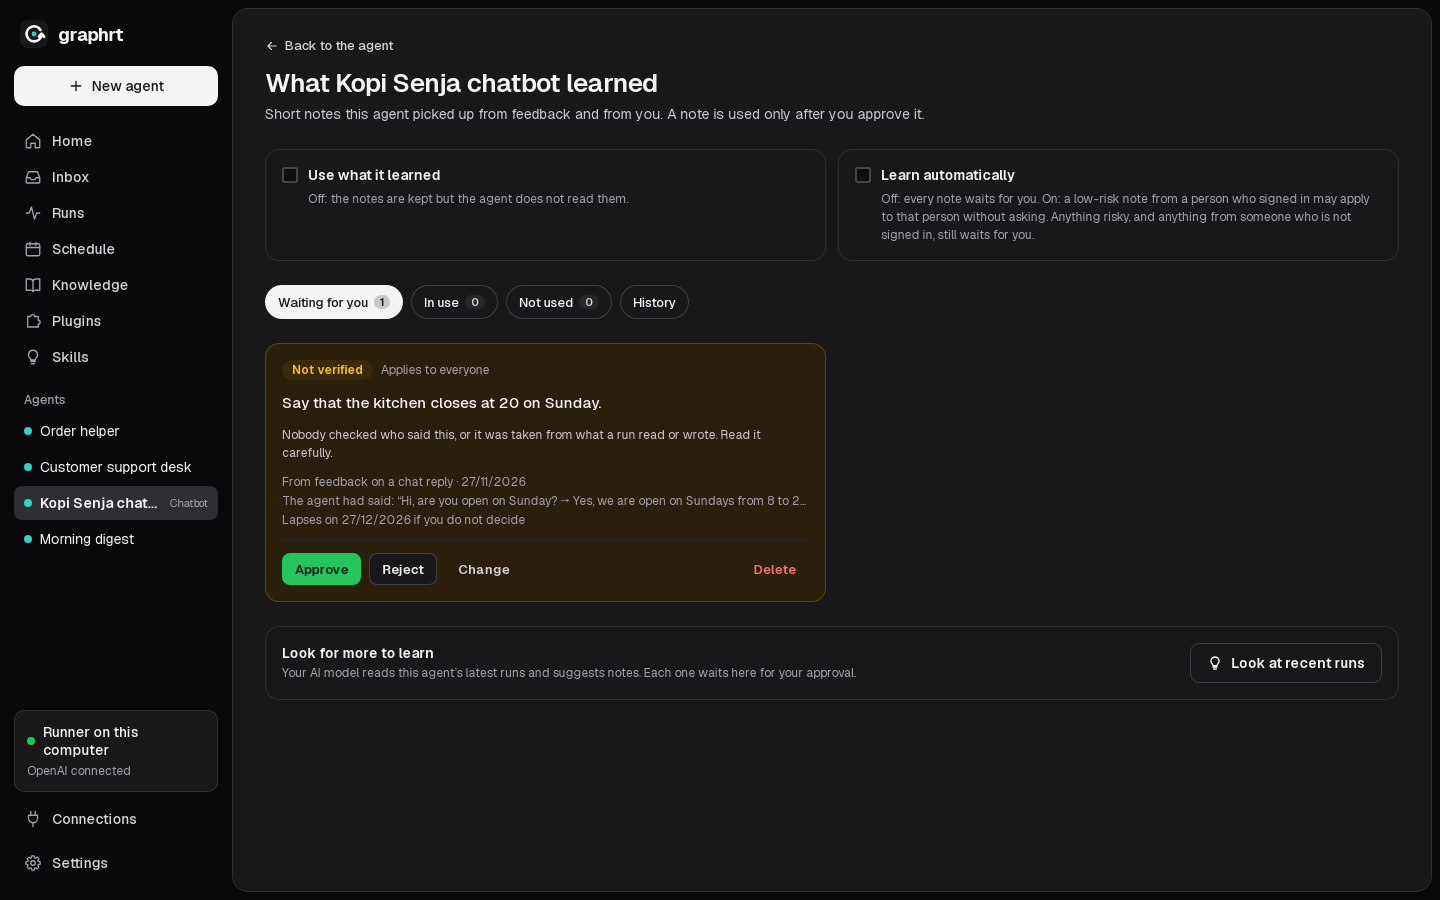 graphrt
New agent
Home
Inbox
Runs
Schedule
Knowledge
Plugins
Skills
Agents
Order helper
Customer support desk
Kopi Senja chat... Chatbot
Morning digest
Runner on this
computer
OpenAI connected
Connections
Settings
← Back to the agent
What Kopi Senja chatbot learned
Short notes this agent picked up from feedback and from you. A note is used only after you approve it.
Use what it learned
Off: the notes are kept but the agent does not read them.
Learn automatically
Off: every note waits for you. On: a low-risk note from a person who signed in may apply
to that person without asking. Anything risky, and anything from someone who is not
signed in, still waits for you.
Waiting for you 1
In use 0
Not used 0
History
Not verified Applies to everyone
Say that the kitchen closes at 20 on Sunday.
Nobody checked who said this, or it was taken from what a run read or wrote. Read it
carefully.
From feedback on a chat reply · 27/11/2026
The agent had said: “Hi, are you open on Sunday? → Yes, we are open on Sundays from 8 to 2...
Lapses on 27/12/2026 if you do not decide
Approve
Reject
Change
Delete
Look for more to learn
Your AI model reads this agent's latest runs and suggests notes. Each one waits here for your approval.
Look at recent runs